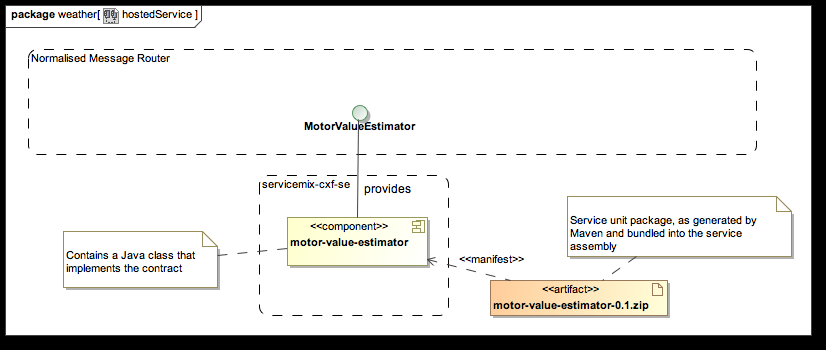 package weather[ hostedService ]
Normalised Message Router
MotorValueEstimator
servicemix-cxf-se
provides
<<component>>
motor-value-estimator
Contains a Java class that
implements the contract
<<manifest>>
Service unit package, as generated by
Maven and bundled into the service
assembly
<<artifact>>
motor-value-estimator-0.1.zip